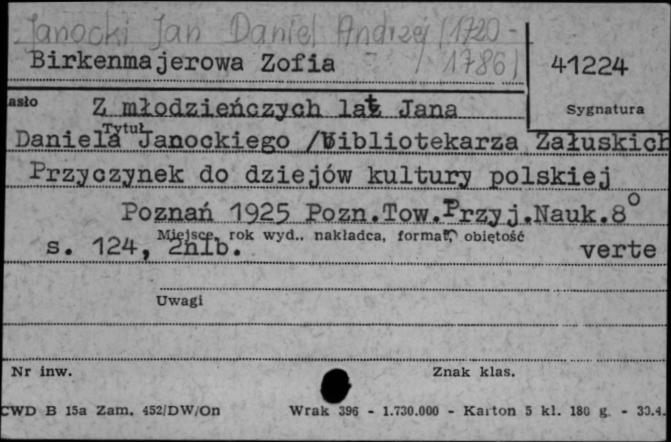 Janocki Jan Daniel Andrzej (1720-
1786)
Birkenmajerowa Zofia
41224
asło
Z młodzieńczych lat Jana
Sygnatura
Tytuł
Daniela Janockiego /bibliotekarza Załuskich
Przyczynek do dziejów kultury polskiej
Poznań 1925 Pozn.Tow.Przyj.Nauk.8°
Miejsce, rok wyd., nakładca, format, objętość
s. 124, 2nlb.
verte
Uwagi
Nr inw.
Znak klas.
CWD B 15a Zam. 452/DW/On
Wrak 396 - 1.730.000 - Karton 5 kl. 180 g. - 30.4.